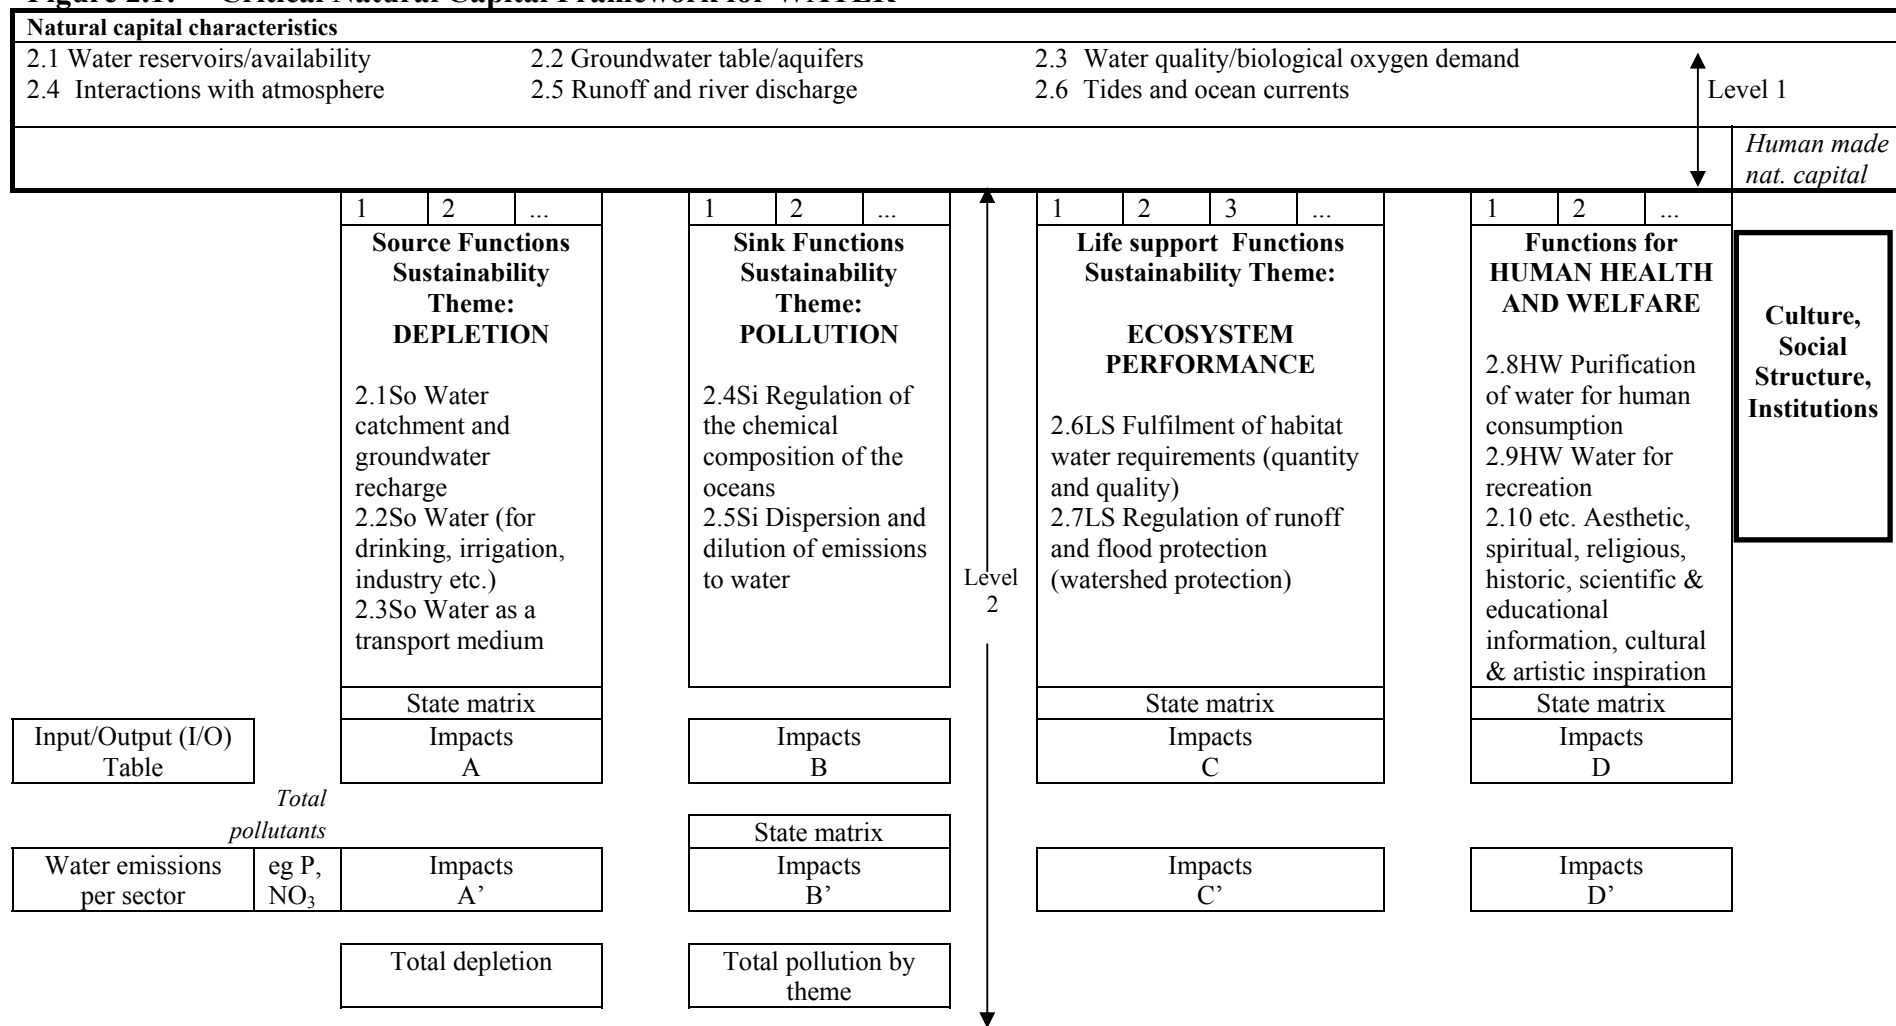 Figure 2.1: Critical Natural Capital Framework for WATER
Natural capital characteristics
2.1 Water reservoirs/availability 2.2 Groundwater table/aquifers 2.3 Water quality/biological oxygen demand
2.4 Interactions with atmosphere 2.5 Runoff and river discharge 2.6 Tides and ocean currents
Level 1
Human made
nat. capital
1 2 ...
Source Functions
Sustainability
Theme:
DEPLETION
2.1So Water
catchment and
groundwater
recharge
2.2So Water (for
drinking, irrigation,
industry etc.)
2.3So Water as a
transport medium
State matrix
Impacts
A
1 2 ...
Sink Functions
Sustainability
Theme:
POLLUTION
2.4Si Regulation of
the chemical
composition of the
oceans
2.5Si Dispersion and
dilution of emissions
to water
Impacts
B
Level
2
1 2 3 ...
Life support Functions
Sustainability Theme:
ECOSYSTEM
PERFORMANCE
2.6LS Fulfilment of habitat
water requirements (quantity
and quality)
2.7LS Regulation of runoff
and flood protection
(watershed protection)
State matrix
Impacts
C
1 2 ...
Functions for
HUMAN HEALTH
AND WELFARE
2.8HW Purification
of water for human
consumption
2.9HW Water for
recreation
2.10 etc. Aesthetic,
spiritual, religious,
historic, scientific &
educational
information, cultural
& artistic inspiration
State matrix
Impacts
D
Culture,
Social
Structure,
Institutions
Input/Output (I/O)
Table
Total
pollutants
State matrix
Water emissions
per sector
eg P,
NO₃
Impacts
A’
Impacts
B’
Impacts
C’
Impacts
D’
Total depletion
Total pollution by
theme